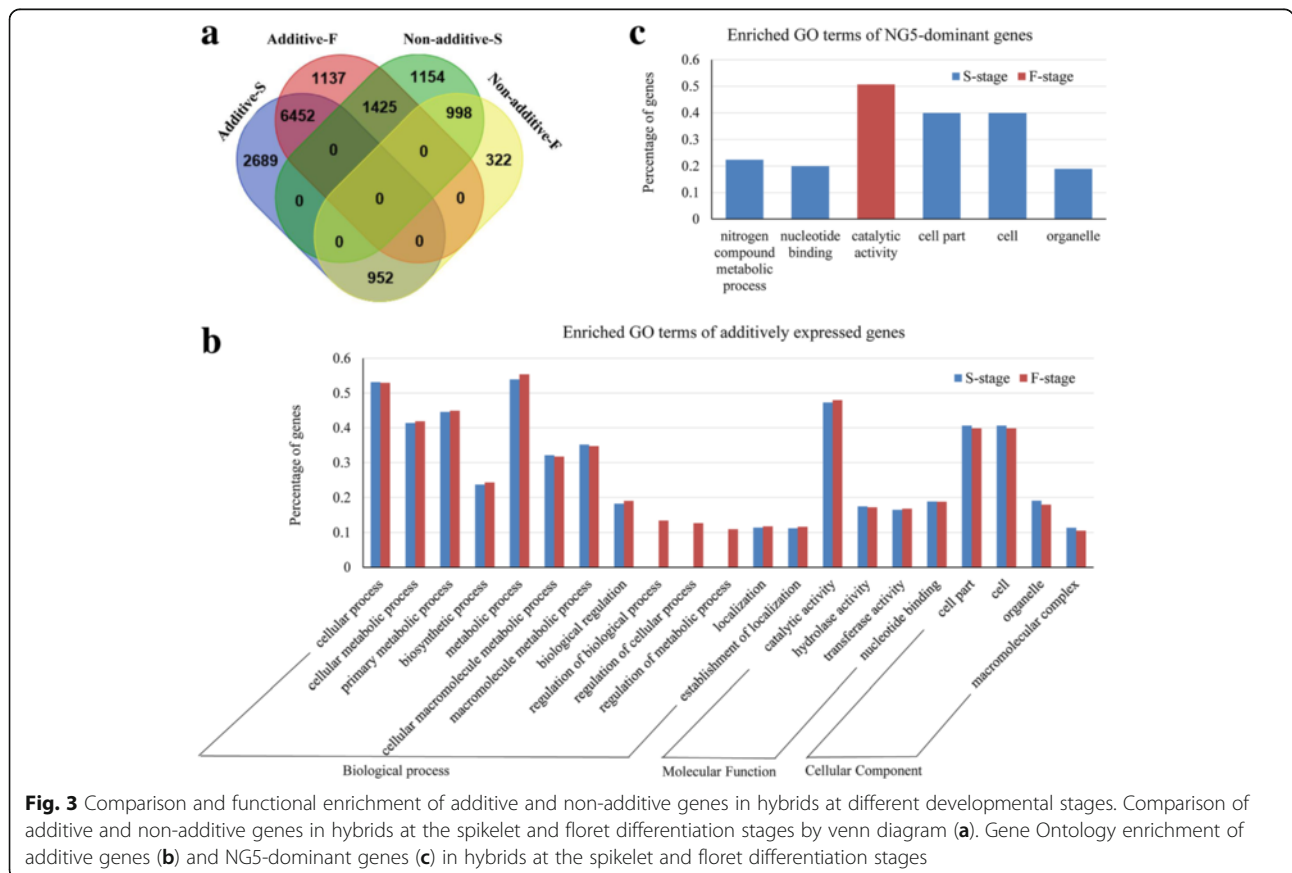 a
Additive-S
Additive-F
Non-additive-S
Non-additive-F
1137
1154
6452
1425
998
2689
0
0
322
0
0
0
0
0
952
c
Enriched GO terms of NG5-dominant genes
S-stage
F-stage
Percentage of genes
0.6
0.5
0.4
0.3
0.2
0.1
0
nitrogen
compound
metabolic
process
nucleotide
binding
catalytic
activity
cell part
cell
organelle
b
Enriched GO terms of additively expressed genes
S-stage
F-stage
Percentage of genes
0.6
0.5
0.4
0.3
0.2
0.1
0
cellular process
cellular metabolic process
primary metabolic process
biosynthetic process
metabolic process
cellular macromolecule metabolic process
macromolecule metabolic process
biological regulation
regulation of biological process
regulation of cellular process
regulation of metabolic process
localization
establishment of localization
catalytic activity
hydrolase activity
transferase activity
nucleotide binding
cell part
cell
organelle
macromolecular complex
Biological process
Molecular Function
Cellular Component
Fig. 3 Comparison and functional enrichment of additive and non-additive genes in hybrids at different developmental stages. Comparison of
additive and non-additive genes in hybrids at the spikelet and floret differentiation stages by venn diagram (a). Gene Ontology enrichment of
additive genes (b) and NG5-dominant genes (c) in hybrids at the spikelet and floret differentiation stages